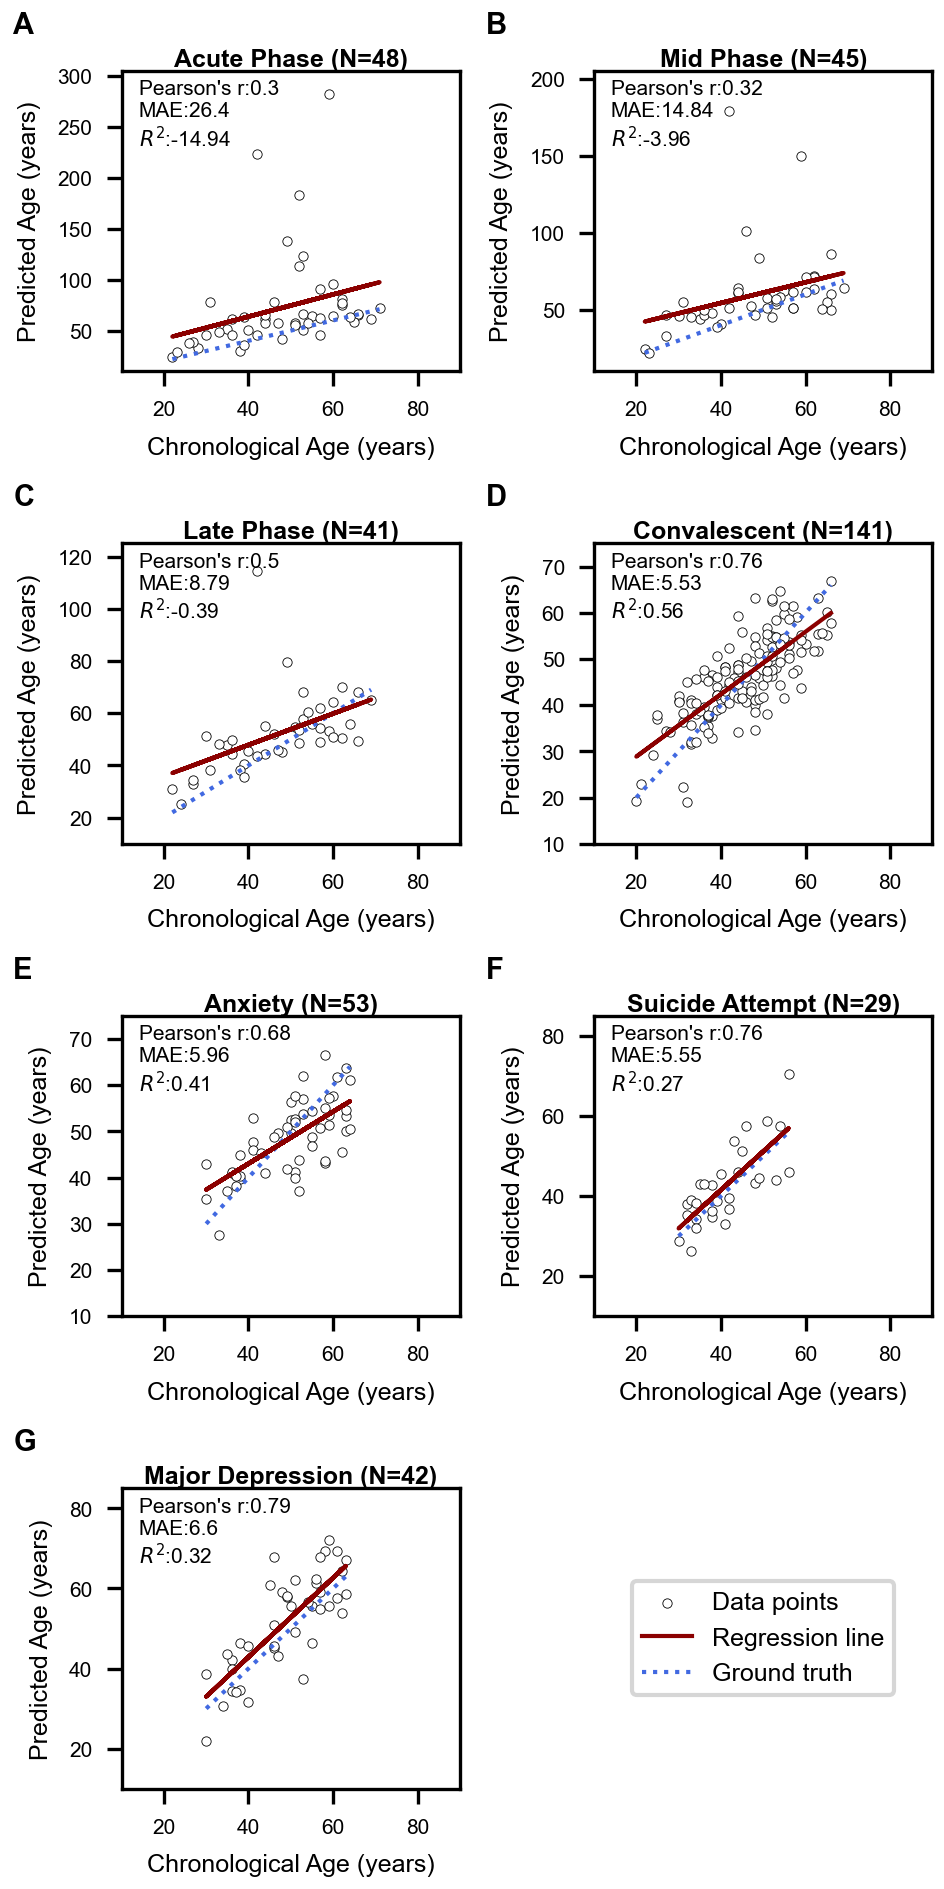 A
Acute Phase (N=48)
Pearson's r:0.3
MAE:26.4
R²:-14.94
300
250
200
150
100
50
20
40
60
80
Predicted Age (years)
Chronological Age (years)
B
Mid Phase (N=45)
Pearson's r:0.32
MAE:14.84
R²:-3.96
200
150
100
50
20
40
60
80
Predicted Age (years)
Chronological Age (years)
C
Late Phase (N=41)
Pearson's r:0.5
MAE:8.79
R²:-0.39
120
100
80
60
40
20
20
40
60
80
Predicted Age (years)
Chronological Age (years)
D
Convalescent (N=141)
Pearson's r:0.76
MAE:5.53
R²:0.56
70
60
50
40
30
20
10
20
40
60
80
Predicted Age (years)
Chronological Age (years)
E
Anxiety (N=53)
Pearson's r:0.68
MAE:5.96
R²:0.41
70
60
50
40
30
20
10
20
40
60
80
Predicted Age (years)
Chronological Age (years)
F
Suicide Attempt (N=29)
Pearson's r:0.76
MAE:5.55
R²:0.27
80
60
40
20
20
40
60
80
Predicted Age (years)
Chronological Age (years)
G
Major Depression (N=42)
Pearson's r:0.79
MAE:6.6
R²:0.32
80
60
40
20
20
40
60
80
Predicted Age (years)
Chronological Age (years)
Data points
Regression line
Ground truth